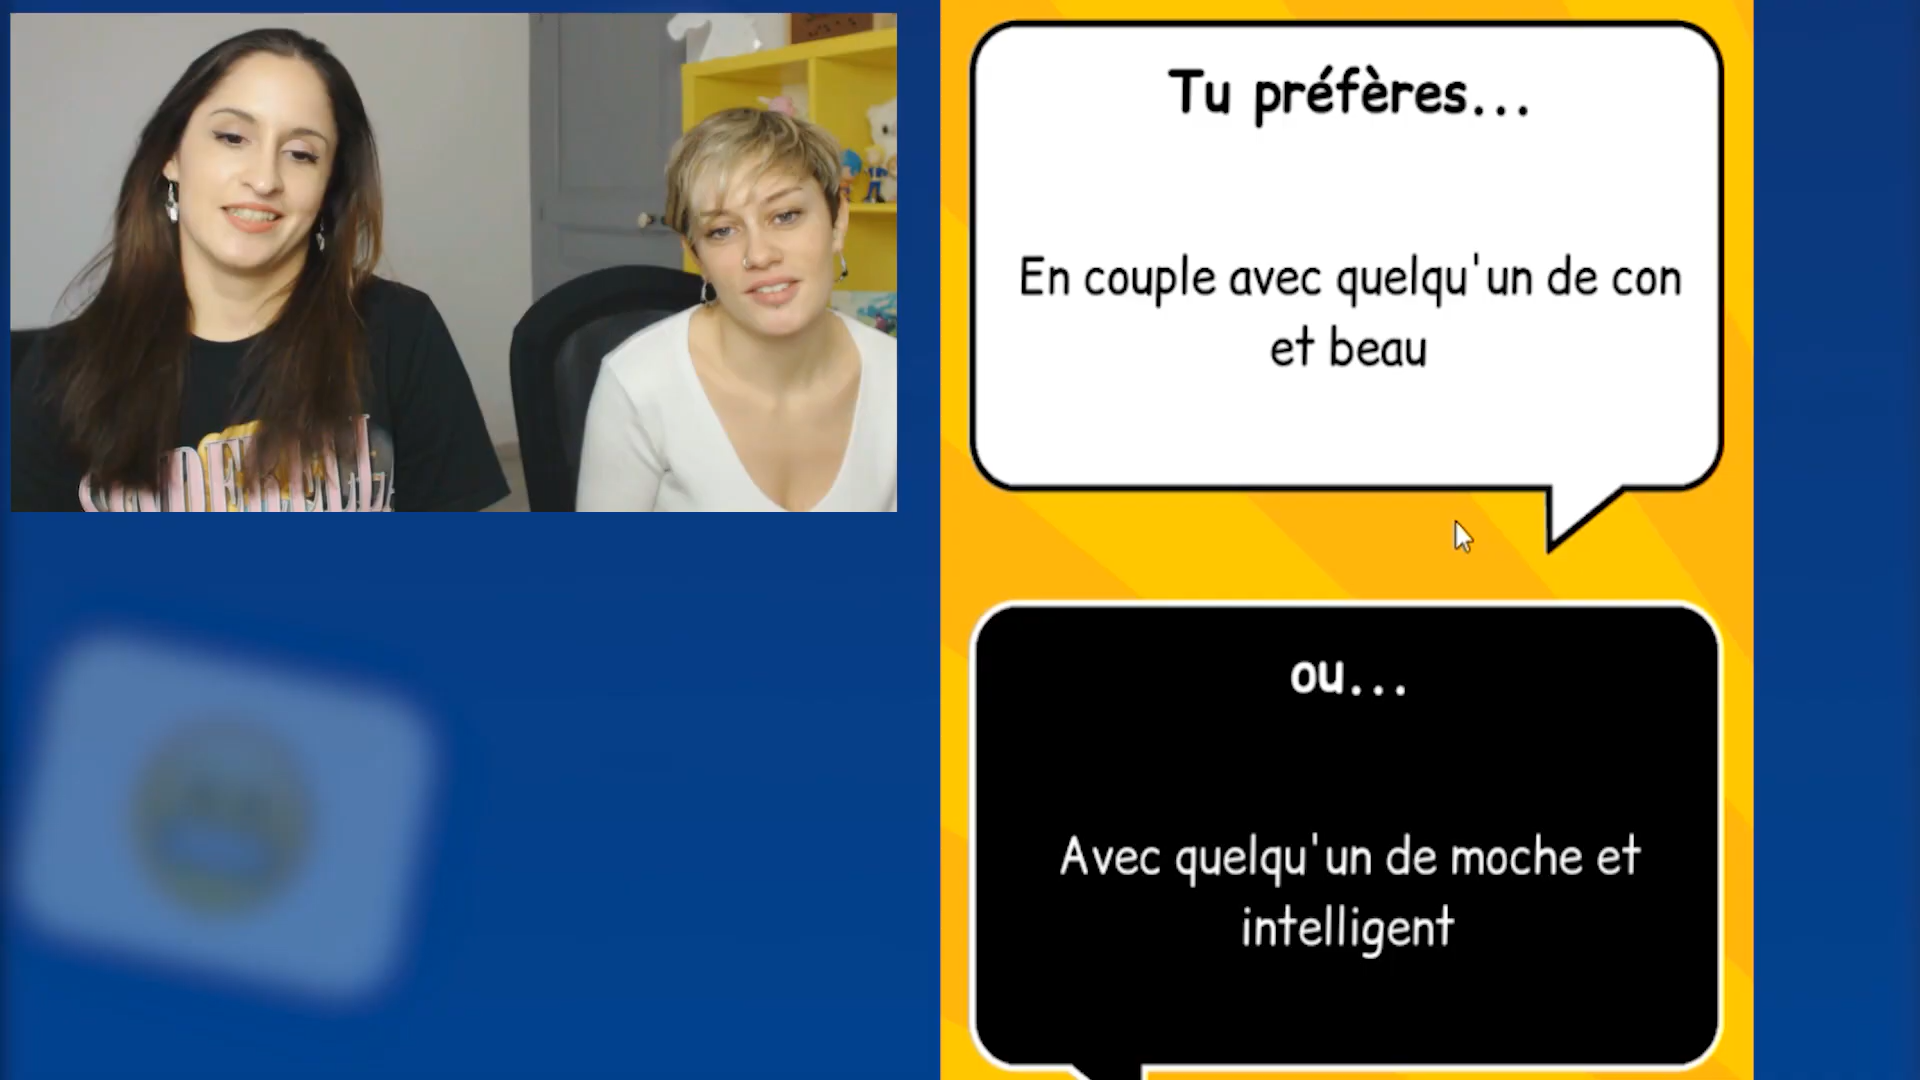 Tu préfères...
En couple avec quelqu'un de con
et beau
ou...
Avec quelqu'un de moche et
intelligent